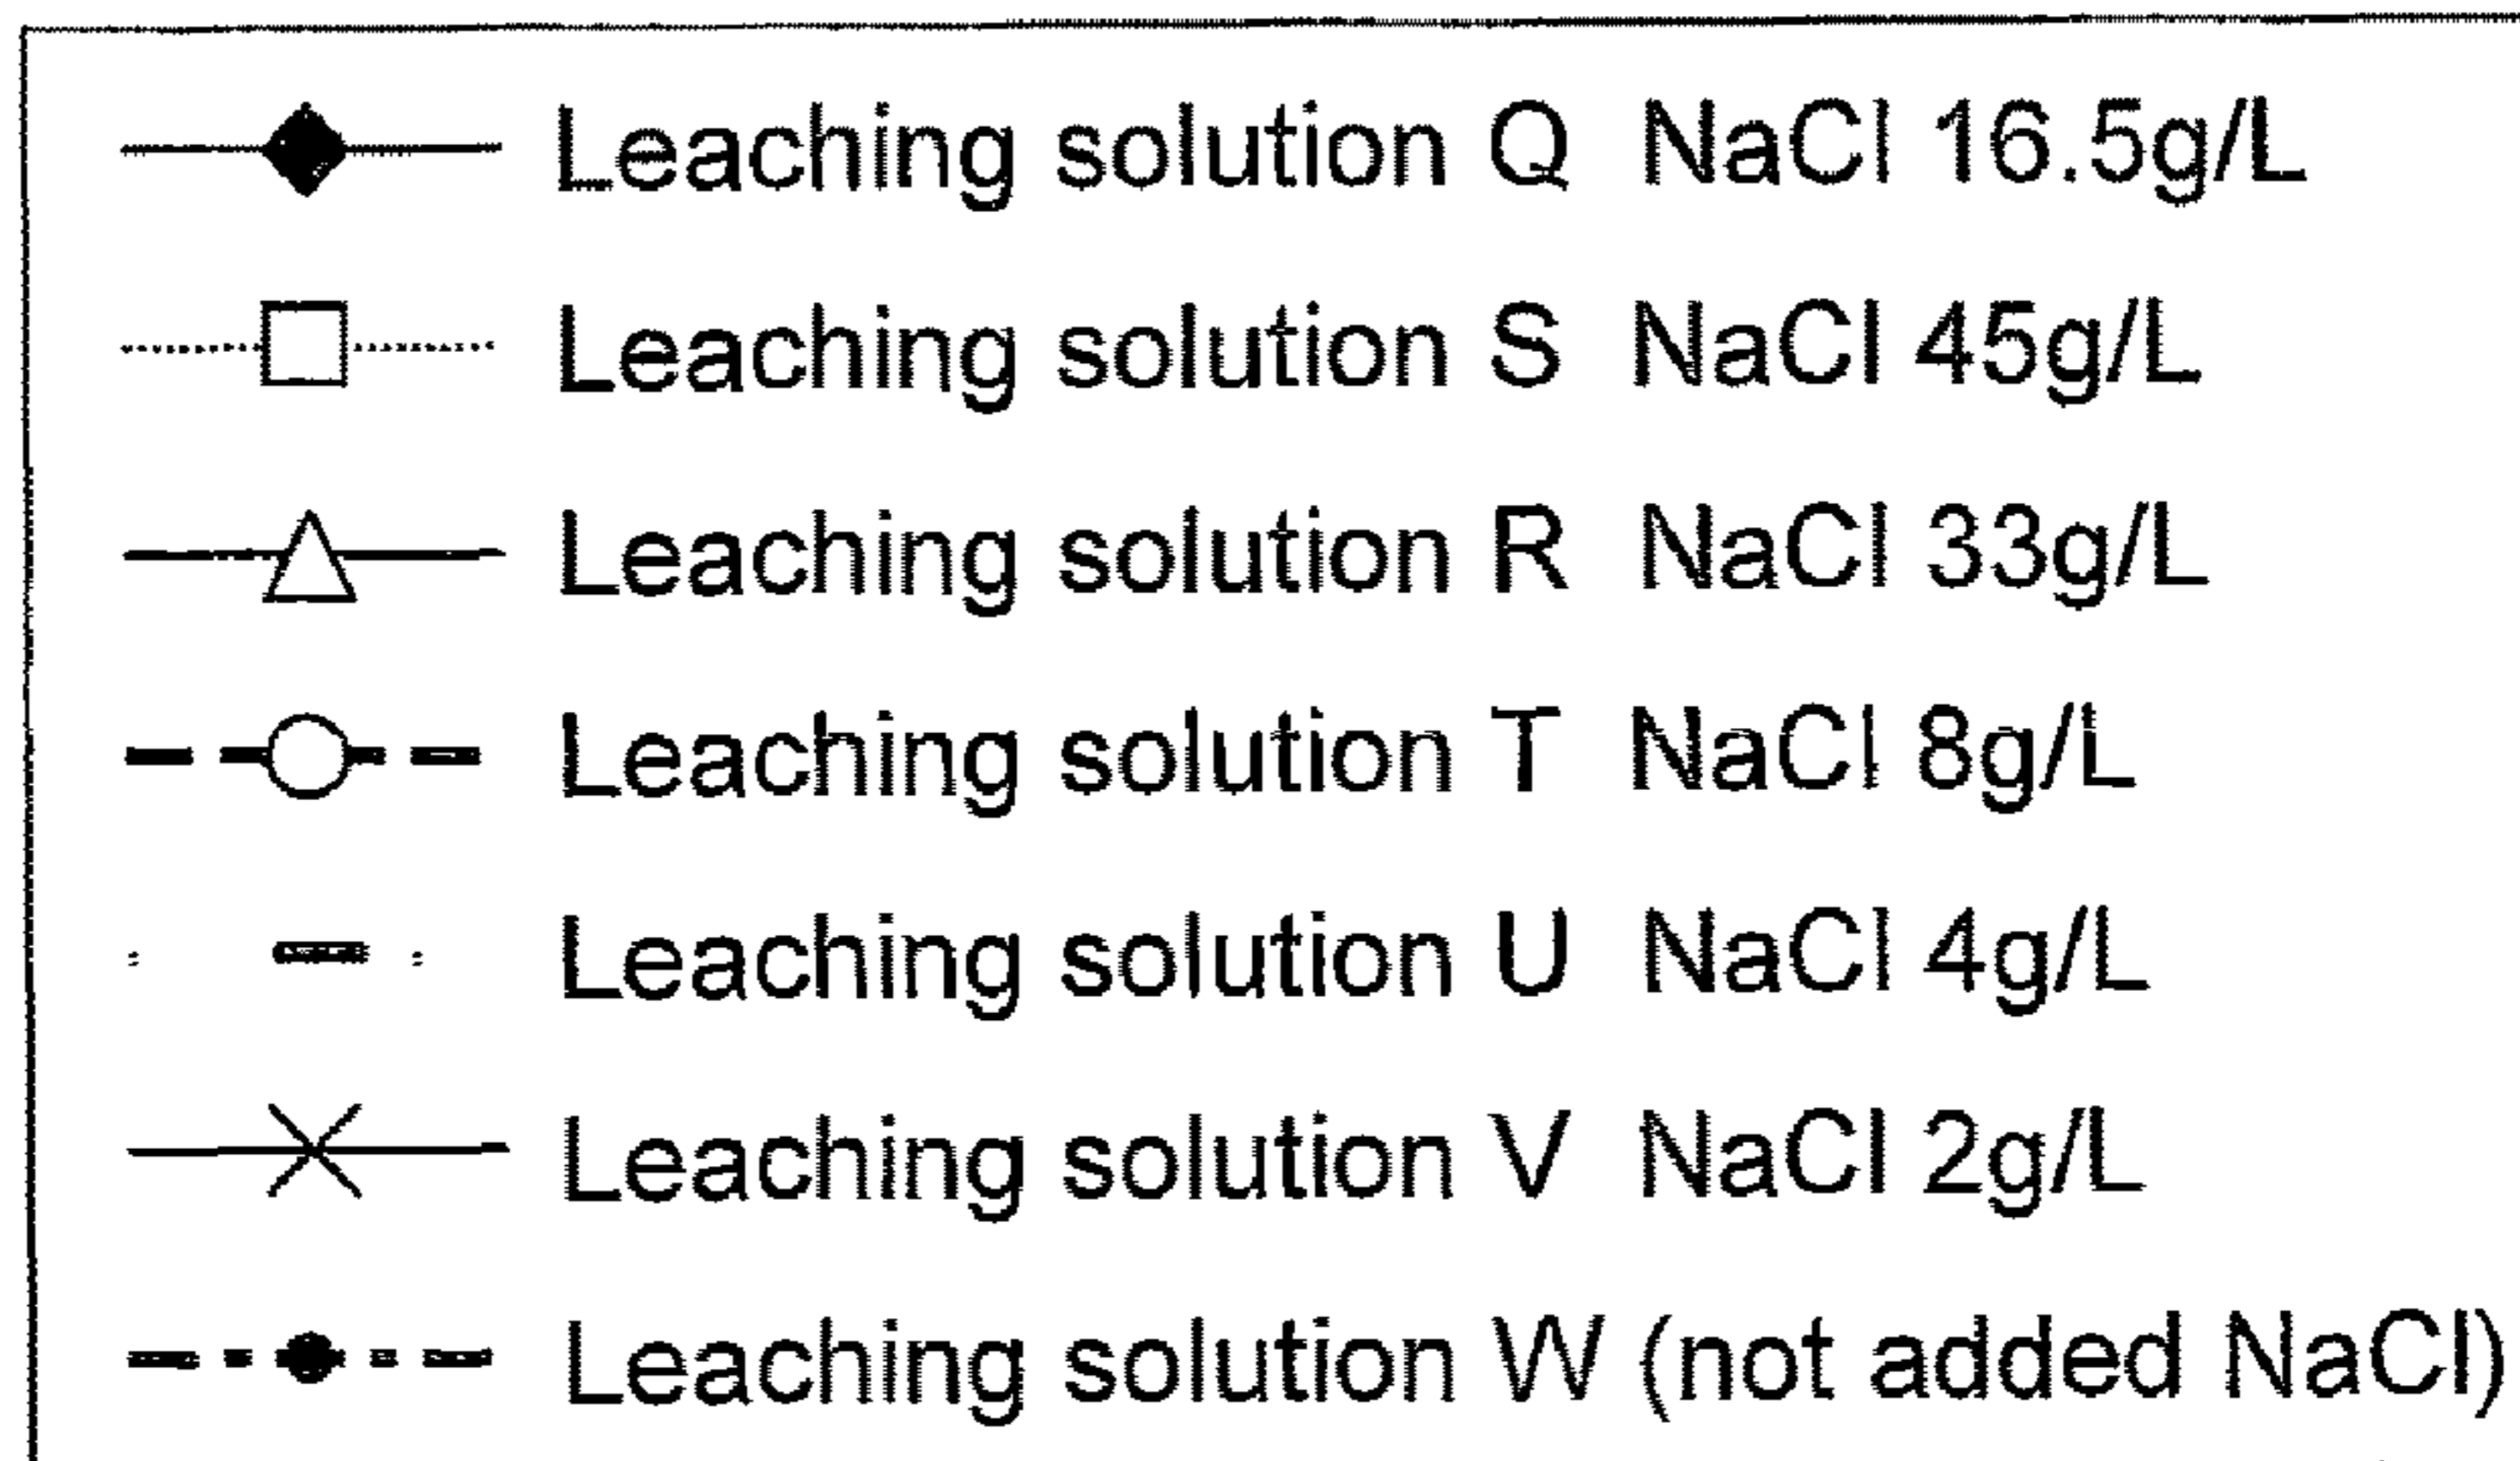 Leaching solution Q NaCl 16.5g/L
Leaching solution S NaCl 45g/L
Leaching solution R NaCl 33g/L
Leaching solution T NaCl 8g/L
Leaching solution U NaCl 4g/L
Leaching solution V NaCl 2g/L
Leaching solution W (not added NaCl)